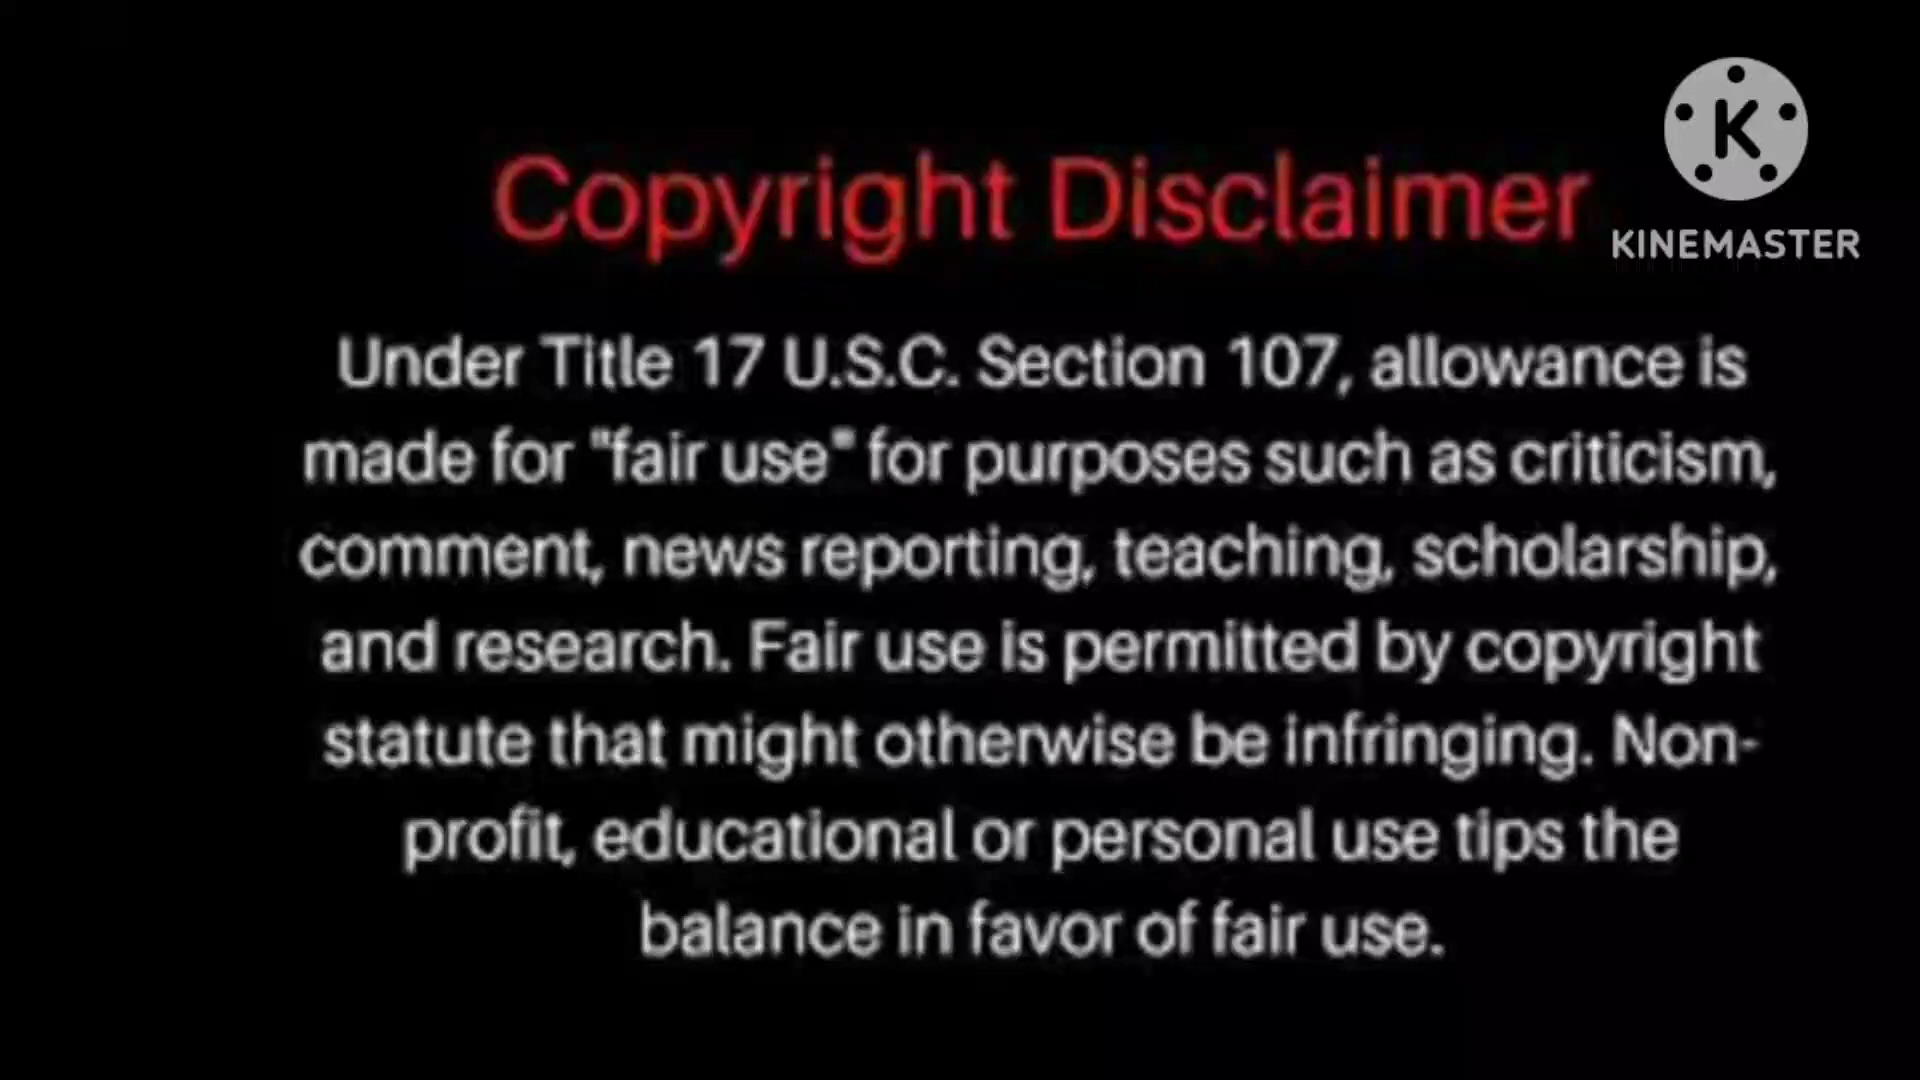 Copyright Disclaimer
K
KINEMASTER
Under Title 17 U.S.C. Section 107, allowance is
made for "fair use" for purposes such as criticism,
comment, news reporting, teaching, scholarship,
and research. Fair use is permitted by copyright
statute that might otherwise be infringing. Non-
profit, educational or personal use tips the
balance in favor of fair use.